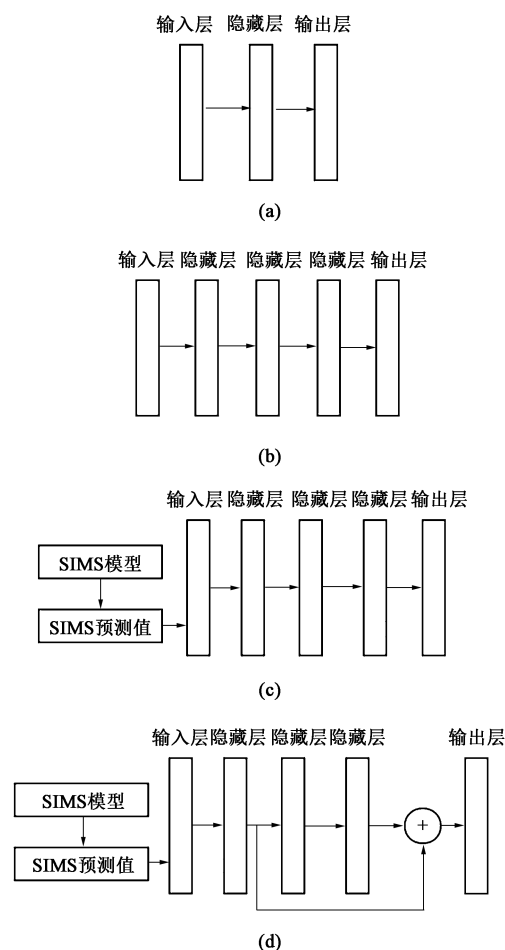 输入层 隐藏层 输出层
(a)
输入层 隐藏层 隐藏层 隐藏层 输出层
(b)
输入层 隐藏层 隐藏层 隐藏层 输出层
SIMS模型
SIMS预测值
(c)
输入层 隐藏层 隐藏层 隐藏层 输出层
SIMS模型
+
SIMS预测值
(d)